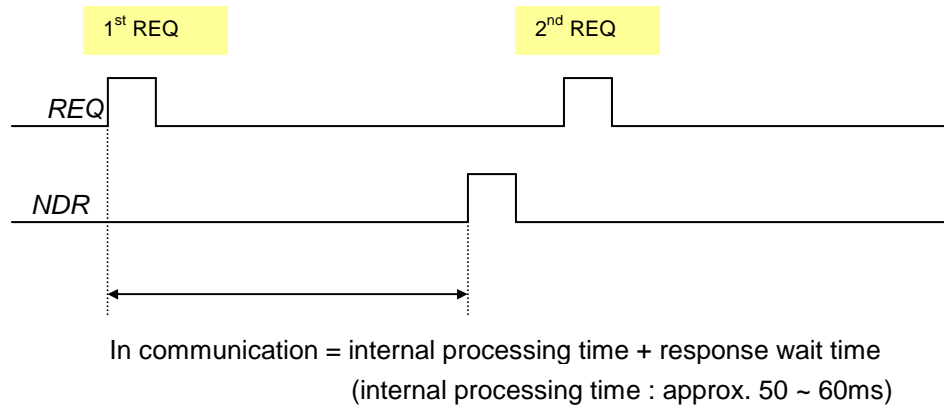 1st REQ
2nd REQ
REQ
NDR
In communication = internal processing time + response wait time
(internal processing time : approx. 50 ~ 60ms)